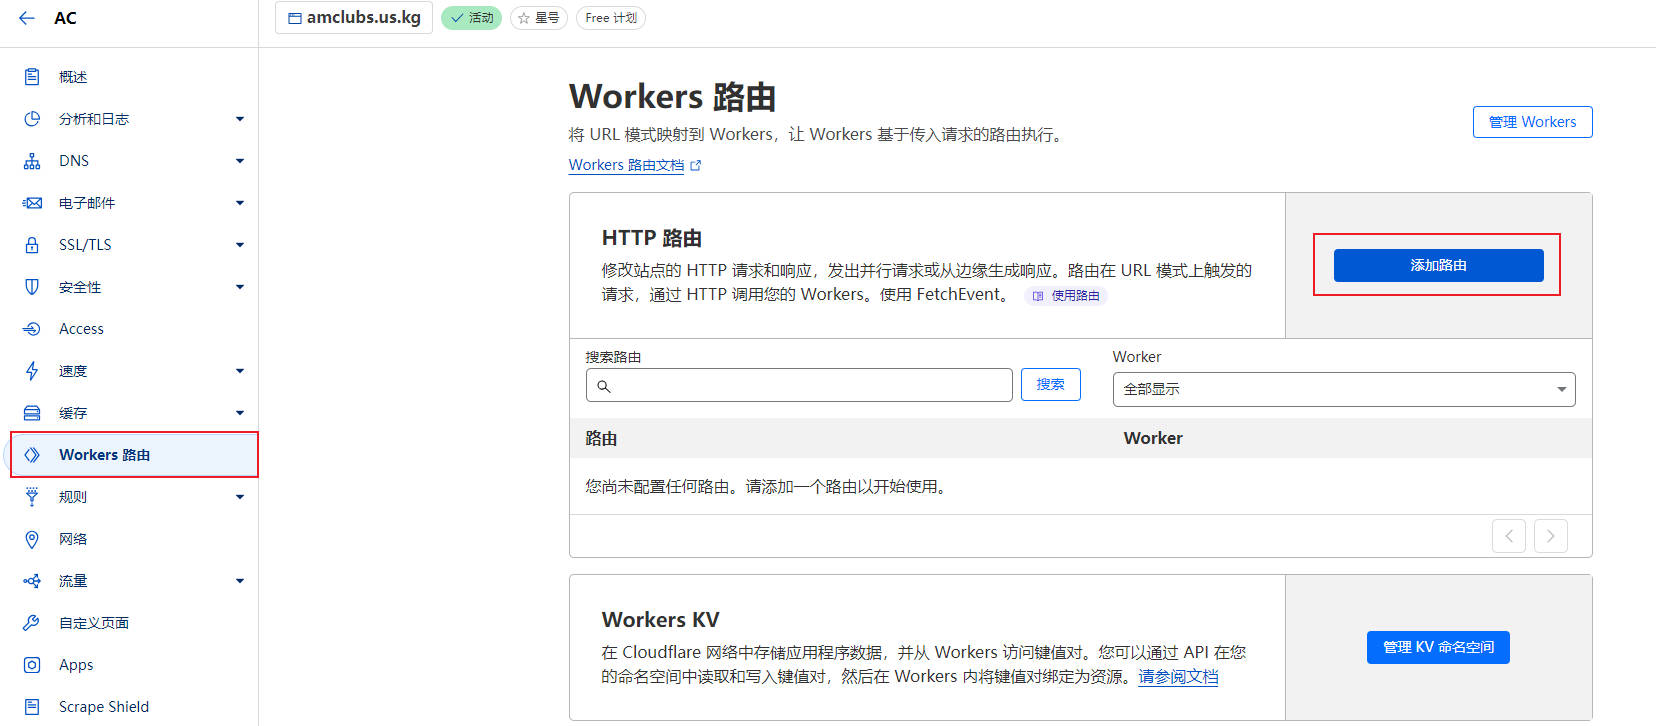 AC
amclubs.us.kg
活动
星号
Free 计划
概述
分析和日志
DNS
电子邮件
SSL/TLS
安全性
Access
速度
缓存
Workers 路由
规则
网络
流量
自定义页面
Apps
Scrape Shield
Workers 路由
将 URL 模式映射到 Workers，让 Workers 基于传入请求的路由执行。
Workers 路由文档
管理 Workers
HTTP 路由
修改站点的 HTTP 请求和响应，发出并行请求或从边缘生成响应。路由在 URL 模式上触发的
请求，通过 HTTP 调用您的 Workers。使用 FetchEvent。 使用路由
添加路由
搜索路由
搜索
Worker
全部显示
路由 Worker
您尚未配置任何路由。请添加一个路由以开始使用。
Workers KV
在 Cloudflare 网络中存储应用程序数据，并从 Workers 访问键值对。您可以通过 API 在您
的命名空间中读取和写入键值对，然后在 Workers 内将键值对绑定为资源。请参阅文档
管理 KV 命名空间